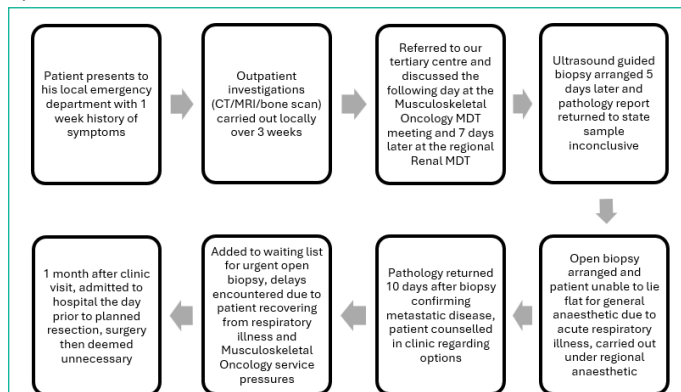 Patient presents to
his local emergency
department with 1
week history of
symptoms
Outpatient
investigations
(CT/MRI/bone scan)
carried out locally
over 3 weeks
Referred to our
tertiary centre and
discussed the
following day at the
Musculoskeletal
Oncology MDT
meeting and 7 days
later at the regional
Renal MDT
Ultrasound guided
biopsy arranged 5
days later and
pathology report
returned to state
sample
inconclusive
Open biopsy
arranged and
patient unable to lie
flat for general
anaesthetic due to
acute respiratory
illness, carried out
under regional
anaesthetic
Pathology returned
10 days after biopsy
confirming
metastatic disease,
patient counselled
in clinic regarding
options
Added to waiting list
for urgent open
biopsy, delays
encountered due to
patient recovering
from respiratory
illness and
Musculoskeletal
Oncology service
pressures
1 month after clinic
visit, admitted to
hospital the day
prior to planned
resection, surgery
then deemed
unnecessary